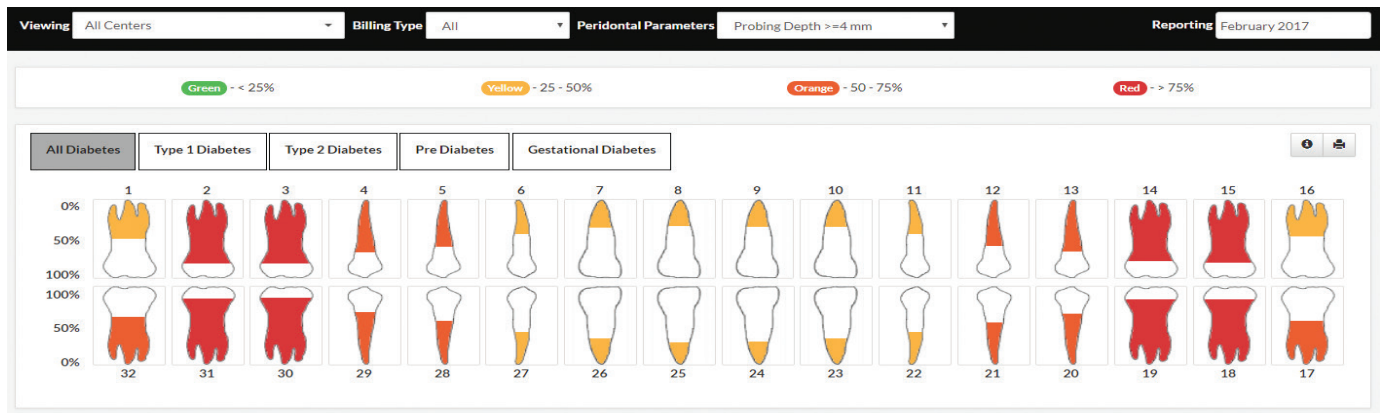 Viewing All Centers Billing Type All Peridontal Parameters Probing Depth >=4 mm Reporting February 2017
Green - < 25% Yellow - 25 - 50% Orange - 50 - 75% Red - > 75%
All Diabetes Type 1 Diabetes Type 2 Diabetes Pre Diabetes Gestational Diabetes
1 2 3 4 5 6 7 8 9 10 11 12 13 14 15 16
0%
50%
100%
100%
50%
0%
32 31 30 29 28 27 26 25 24 23 22 21 20 19 18 17